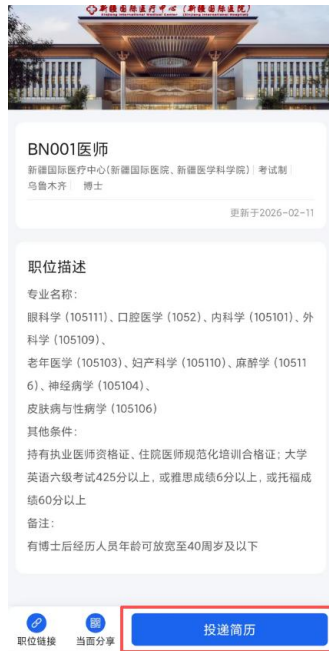 新疆国际医疗中心（新疆国际医院）
Xinjiang International Medical Center (Xinjiang International Hospital)
BN001医师
新疆国际医疗中心(新疆国际医院、新疆医学科学院)| 考试制|
乌鲁木齐| 博士
更新于2026-02-11
职位描述
专业名称：
眼科学 (105111)、口腔医学 (1052)、内科学 (105101)、外
科学 (105109)、
老年医学 (105103)、妇产科学 (105110)、麻醉学 (10511
6)、神经病学 (105104)、
皮肤病与性病学 (105106)
其他条件：
持有执业医师资格证、住院医师规范化培训合格证；大学
英语六级考试425分以上，或雅思成绩6分以上，或托福成
绩60分以上
备注：
有博士后经历人员年龄可放宽至40周岁及以下
职位链接 当面分享 投递简历